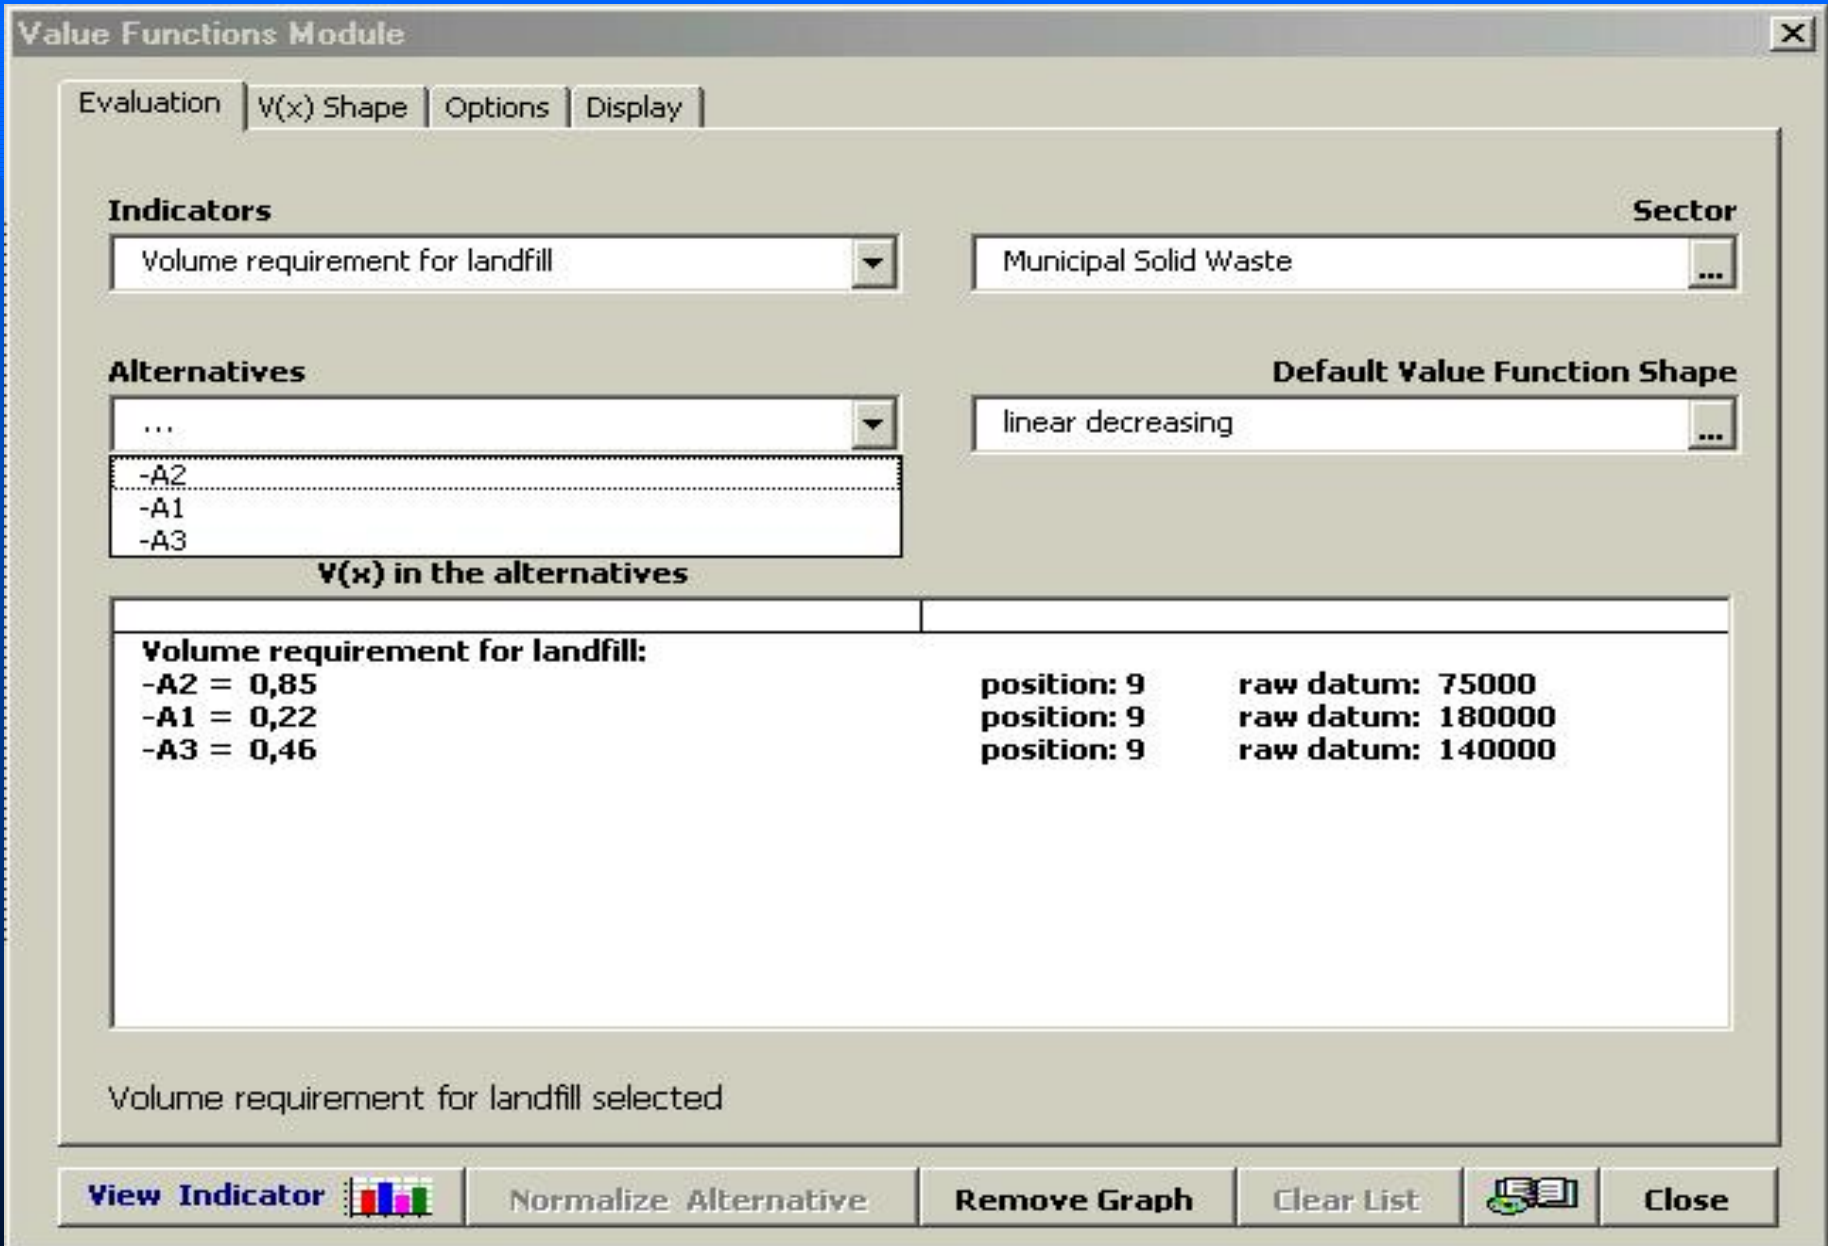 Value Functions Module
Evaluation V(x) Shape Options Display
Indicators Sector
Volume requirement for landfill Municipal Solid Waste ...
Alternatives Default Value Function Shape
... linear decreasing ...
-A2
-A1
-A3
V(x) in the alternatives
Volume requirement for landfill:
-A2 = 0,85 position: 9 raw datum: 75000
-A1 = 0,22 position: 9 raw datum: 180000
-A3 = 0,46 position: 9 raw datum: 140000
Volume requirement for landfill selected
View Indicator Normalize Alternative Remove Graph Clear List Close